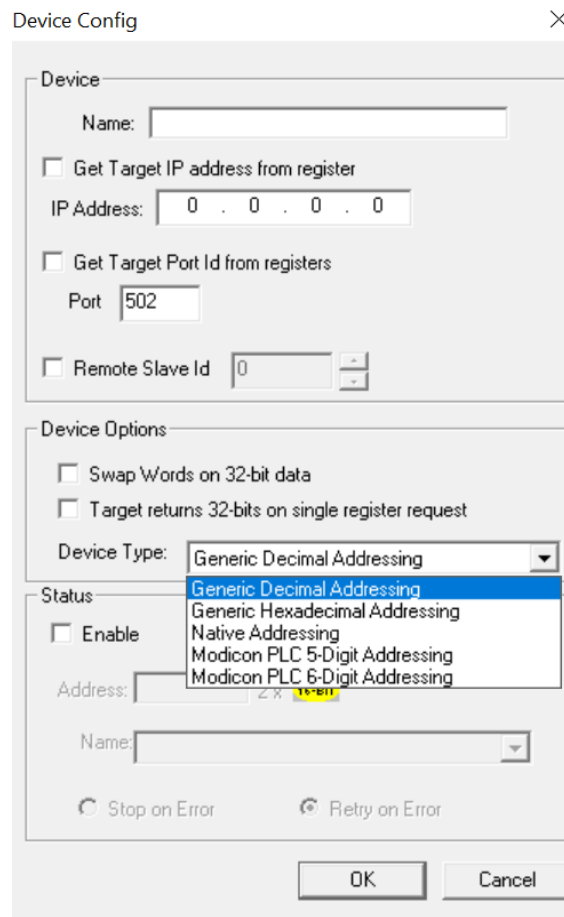 Device Config
Device
Name:
Get Target IP address from register
IP Address: 0 . 0 . 0 . 0
Get Target Port Id from registers
Port 502
Remote Slave Id 0
Device Options
Swap Words on 32-bit data
Target returns 32-bits on single register request
Device Type: Generic Decimal Addressing
Generic Decimal Addressing
Generic Hexadecimal Addressing
Native Addressing
Modicon PLC 5-Digit Addressing
Modicon PLC 6-Digit Addressing
Status
Enable
Address: 2 x 16-BIT
Name:
Stop on Error Retry on Error
OK Cancel